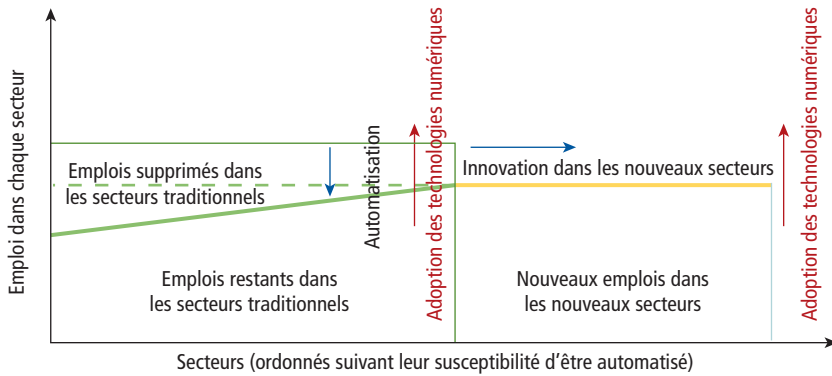 Emploi dans chaque secteur
Emplois supprimés dans
les secteurs traditionnels
Automatisation
Adoption des technologies numériques
Innovation dans les nouveaux secteurs
Adoption des technologies numériques
Emplois restants dans
les secteurs traditionnels
Nouveaux emplois dans
les nouveaux secteurs
Secteurs (ordonnés suivant leur susceptibilité d'être automatisé)